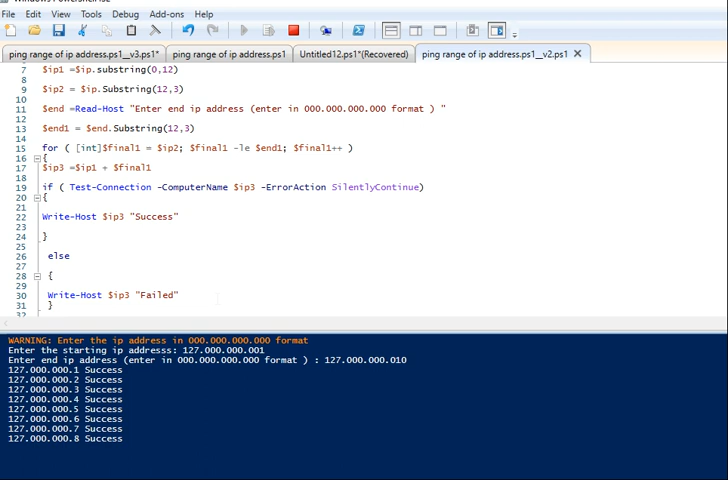 File Edit View Tools Debug Add-ons Help
ping range of ip address.ps1__v3.ps1* ping range of ip address.ps1 Untitled12.ps1*(Recovered) ping range of ip address.ps1__v2.ps1
7 $ip1 =$ip.substring(0,12)
8
9 $ip2 = $ip.Substring(12,3)
10
11 $end =Read-Host "Enter end ip address (enter in 000.000.000.000 format ) "
12
13 $end1 = $end.Substring(12,3)
14
15 for ( [int]$final1 = $ip2; $final1 -le $end1; $final1++ )
16 {
17 $ip3 =$ip1 + $final1
18
19 if ( Test-Connection -ComputerName $ip3 -ErrorAction SilentlyContinue)
20 {
21
22 Write-Host $ip3 "Success"
23
24 }
25
26 else
27
28 {
29
30 Write-Host $ip3 "Failed"
31 }
32
WARNING: Enter the ip address in 000.000.000.000 format
Enter the starting ip addresss: 127.000.000.001
Enter end ip address (enter in 000.000.000.000 format ) : 127.000.000.010
127.000.000.1 Success
127.000.000.2 Success
127.000.000.3 Success
127.000.000.4 Success
127.000.000.5 Success
127.000.000.6 Success
127.000.000.7 Success
127.000.000.8 Success